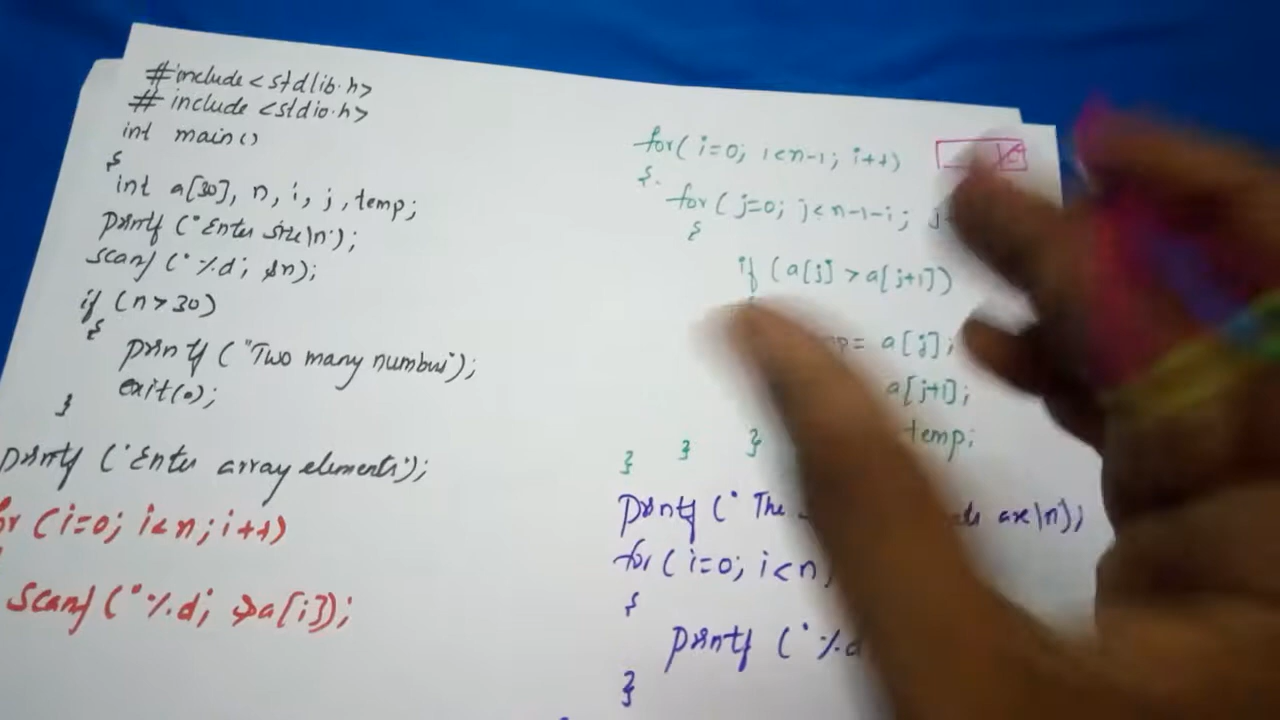 #include <stdlib.h>
# include <stdio.h>
int main()
{
int a[30], n, i, j, temp;
printf ("Enter size\n");
scanf ("%d; &n);
if (n>30)
{
printf ("Two many number");
exit(0);
}
printf ("Enter array elements");
for (i=0; i<n; i++)
scanf ("%d; &a[i]);
for( i=0; i<n-1; i++)
{
for( j=0; j<n-1-i;
{
if (a[j] > a[j+1])
= a[j];
a[j+1];
temp;
} } }
printf (" The are\n);
for( i=0; i<n
{
printf ("%d
}